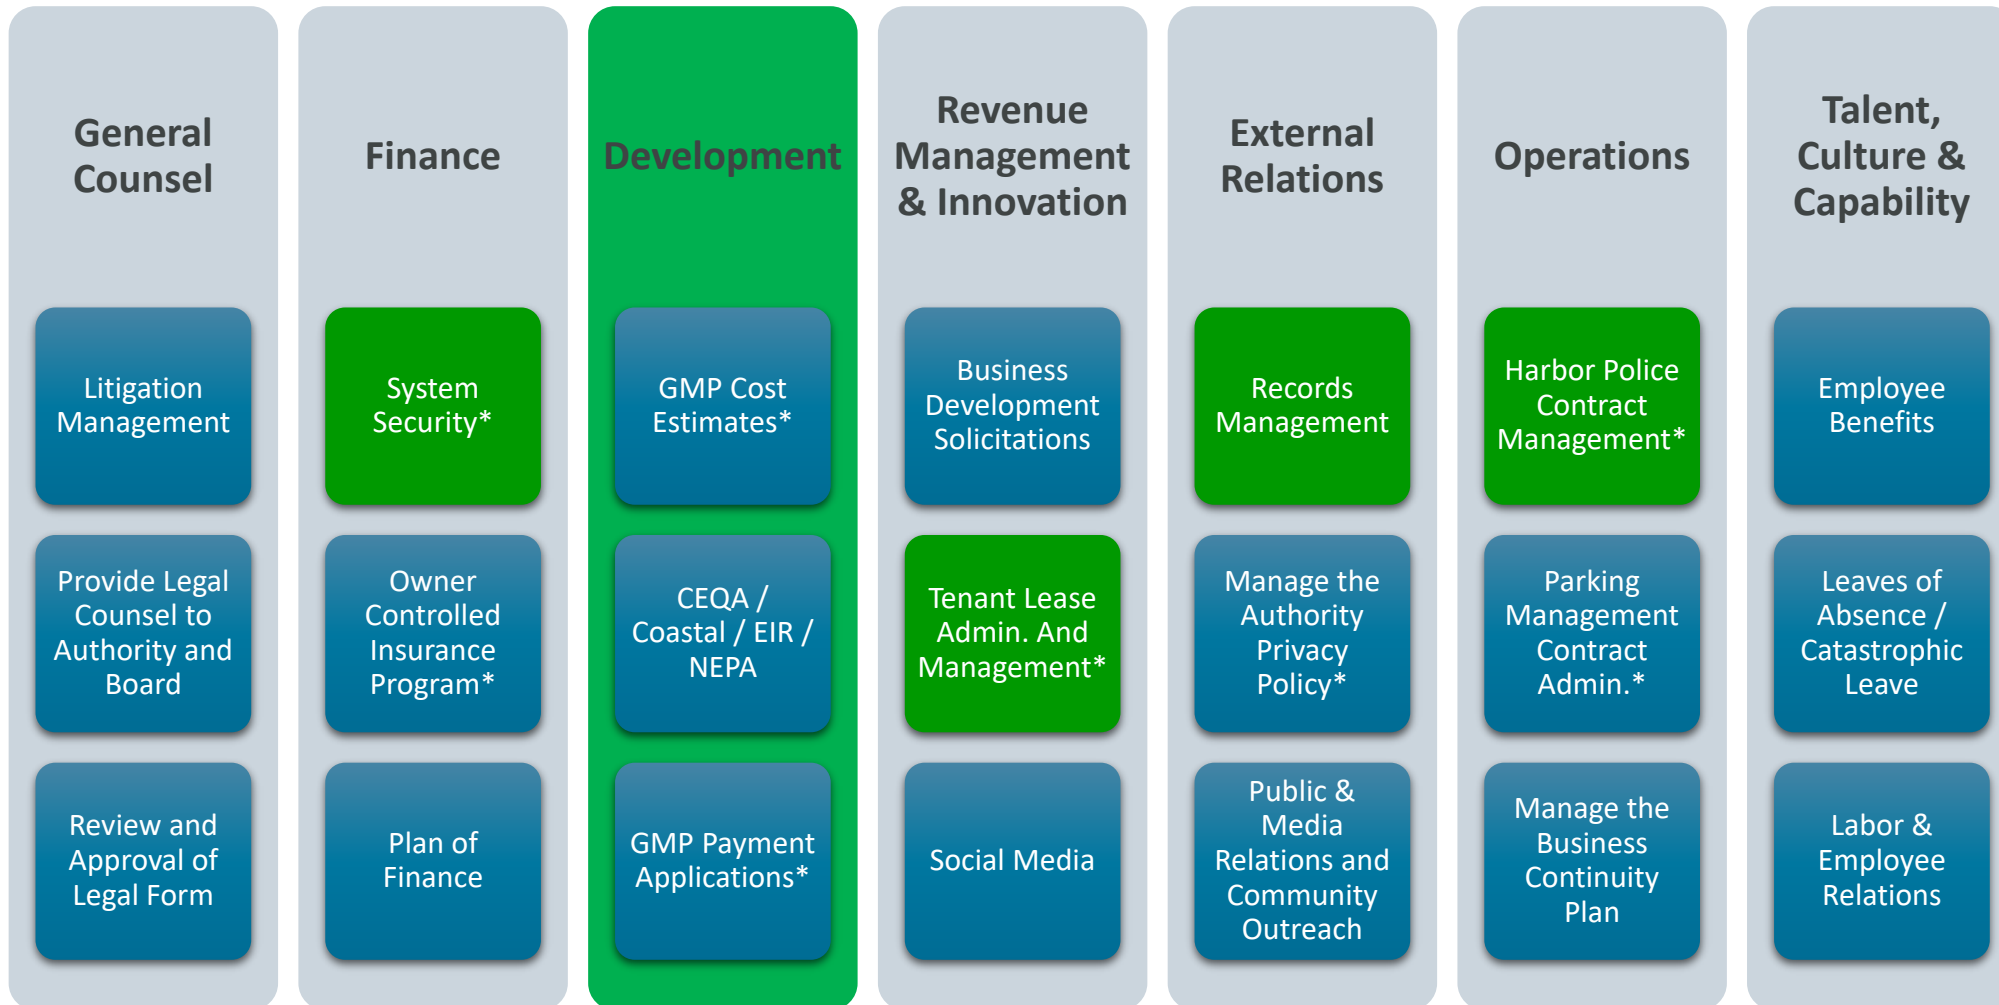 General
Counsel
Litigation
Management
Provide Legal
Counsel to
Authority and
Board
Review and
Approval of
Legal Form
Finance
System
Security*
Owner
Controlled
Insurance
Program*
Plan of
Finance
Development
GMP Cost
Estimates*
CEQA /
Coastal / EIR /
NEPA
GMP Payment
Applications*
Revenue
Management
& Innovation
Business
Development
Solicitations
Tenant Lease
Admin. And
Management*
Social Media
External
Relations
Records
Management
Manage the
Authority
Privacy
Policy*
Public &
Media
Relations and
Community
Outreach
Operations
Harbor Police
Contract
Management*
Parking
Management
Contract
Admin.*
Manage the
Business
Continuity
Plan
Talent,
Culture &
Capability
Employee
Benefits
Leaves of
Absence /
Catastrophic
Leave
Labor &
Employee
Relations